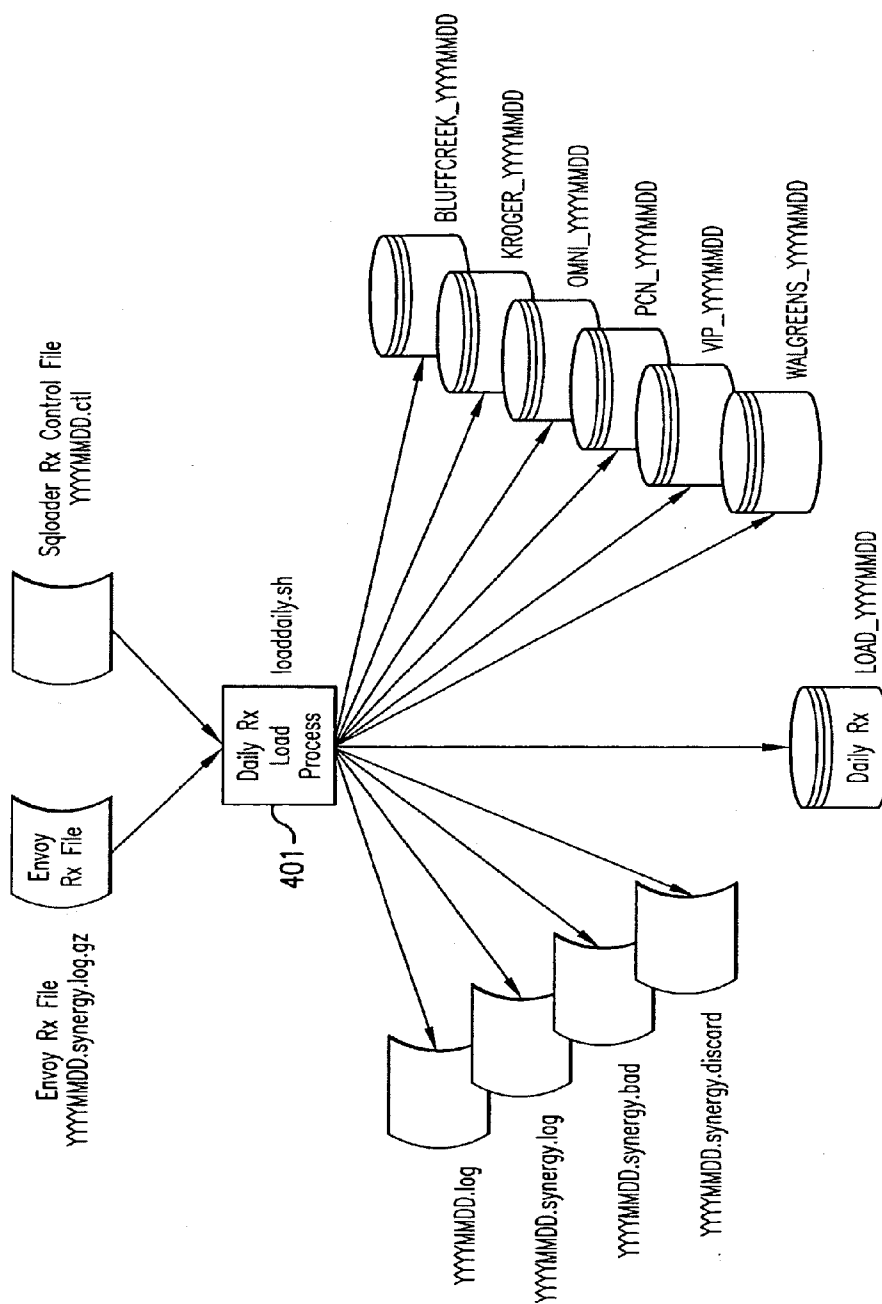 Envoy Rx File
YYYYMMDD.synergy.log.gz
Envoy
Rx File
Sqloader Rx Control File
YYYYMMDD.ctl
401
Daily Rx
Load
Process
loaddaily.sh
YYYYMMDD.log
YYYYMMDD.synergy.log
YYYYMMDD.synergy.bad
YYYYMMDD.synergy.discard
Daily Rx
LOAD_YYYYMMDD
BLUFFCREEK_YYYYMMDD
KROGER_YYYYMMDD
OMNI_YYYYMMDD
PCN_YYYYMMDD
VIP_YYYYMMDD
WALGREENS_YYYYMMDD